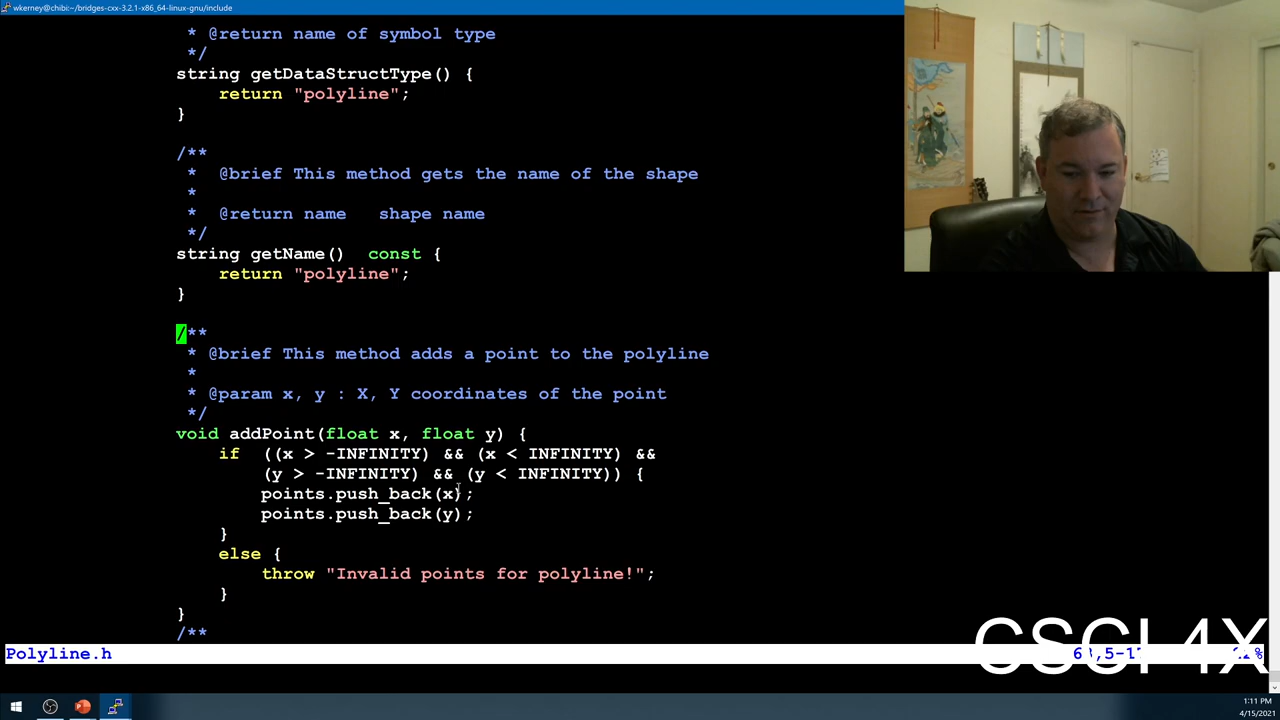 wkerney@chibi:~/bridges-cxx-3.2.1-x86_64-linux-gnu/include
* @return name of symbol type
*/
string getDataStructType() {
return "polyline";
}
/**
* @brief This method gets the name of the shape
*
* @return name shape name
*/
string getName() const {
return "polyline";
}
/**
* @brief This method adds a point to the polyline
*
* @param x, y : X, Y coordinates of the point
*/
void addPoint(float x, float y) {
if ((x > -INFINITY) && (x < INFINITY) &&
(y > -INFINITY) && (y < INFINITY)) {
points.push_back(x);
points.push_back(y);
}
else {
throw "Invalid points for polyline!";
}
}
/**
Polyline.h
CSCI 4X
1:11 PM
4/15/2021